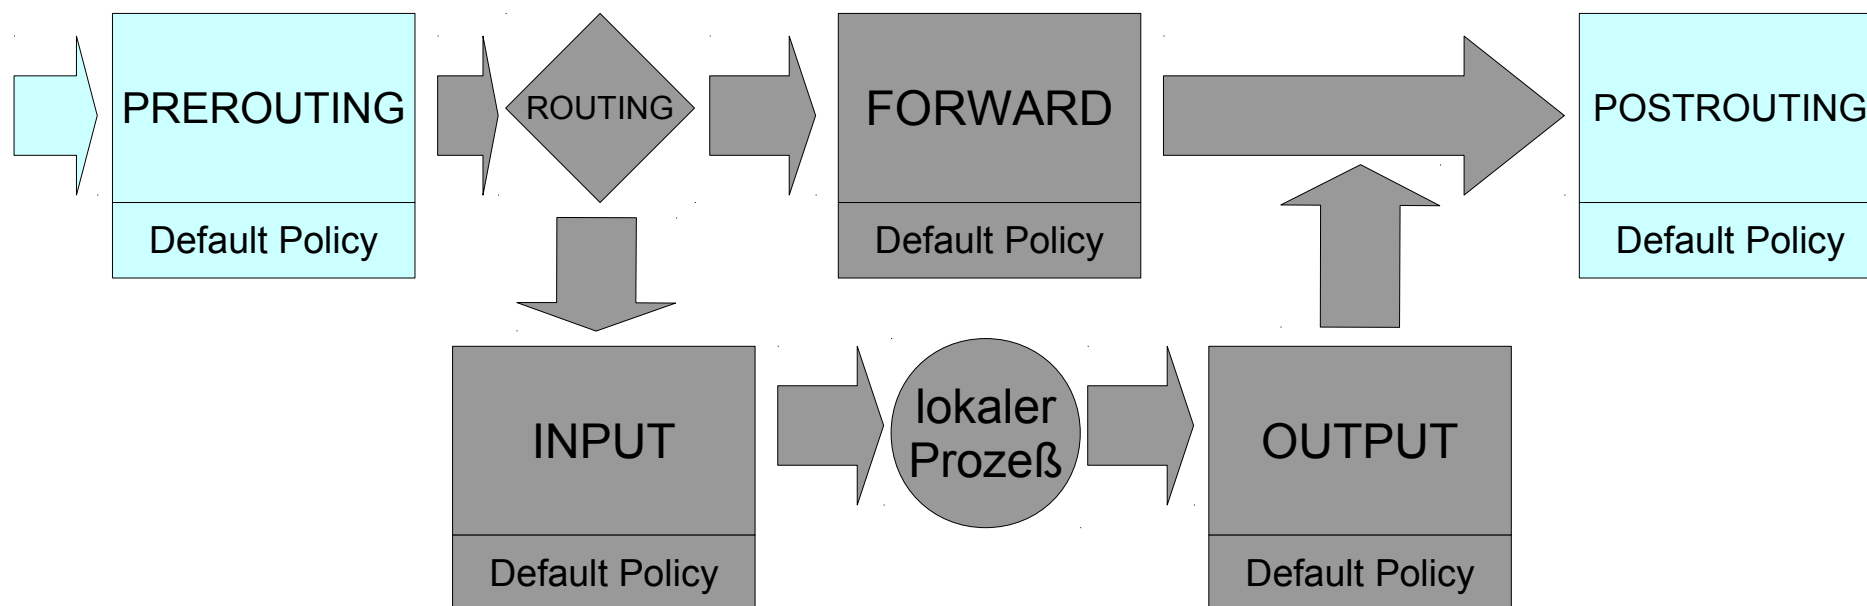 PREROUTING
Default Policy
ROUTING
FORWARD
Default Policy
POSTROUTING
Default Policy
INPUT
Default Policy
lokaler
Prozeß
OUTPUT
Default Policy